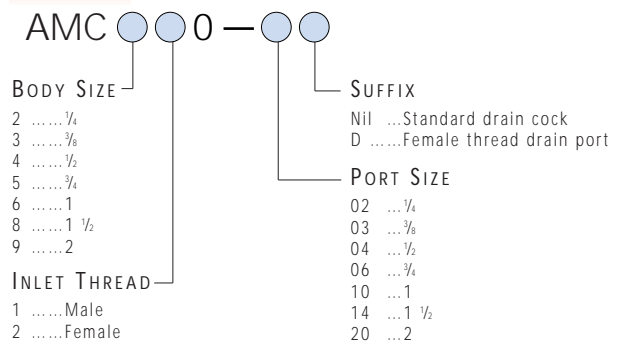 AMC 0 –
BODY SIZE
2 ……1/4
3 ……3/8
4 ……1/2
5 ……3/4
6 ……1
8 ……1 1/2
9 ……2
INLET THREAD
1 ……Male
2 ……Female
SUFFIX
Nil …Standard drain cock
D ……Female thread drain port
PORT SIZE
02 …1/4
03 …3/8
04 …1/2
06 …3/4
10 …1
14 …1 1/2
20 …2